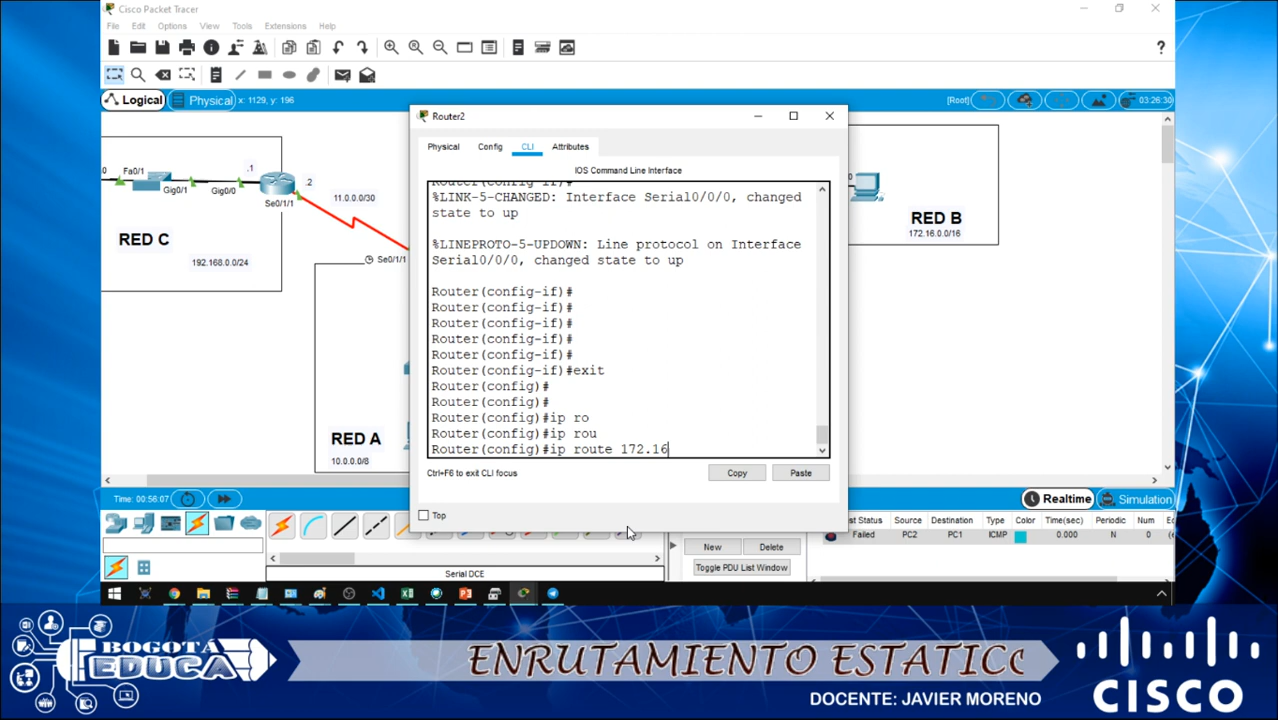 Cisco Packet Tracer
File Edit Options View Tools Extensions Help
?
Logical Physical x: 1129, y: 196 [Root] 03:26:30
Router2
Physical Config CLI Attributes
IOS Command Line Interface
Router(config-if)#
%LINK-5-CHANGED: Interface Serial0/0/0, changed
state to up
%LINEPROTO-5-UPDOWN: Line protocol on Interface
Serial0/0/0, changed state to up
Router(config-if)#
Router(config-if)#
Router(config-if)#
Router(config-if)#
Router(config-if)#
Router(config-if)#exit
Router(config)#
Router(config)#
Router(config)#ip ro
Router(config)#ip rou
Router(config)#ip route 172.16
Ctrl+F6 to exit CLI focus
Copy Paste
Top
0 Fa0/1 Gig0/1 Gig0/0 .1 .2
Se0/1/1
11.0.0.0/30
RED C
192.168.0.0/24
Se0/1/1
RED A
10.0.0.0/8
0
RED B
172.16.0.0/16
Time: 00:56:07 Realtime Simulation
Serial DCE
New Delete
Toggle PDU List Window
st Status Source Destination Type Color Time(sec) Periodic Num
Failed PC2 PC1 ICMP 0.000 N 0
BOGOTÁ
EDUCA
ENRUTAMIENTO ESTATICO
DOCENTE: JAVIER MORENO
CISCO